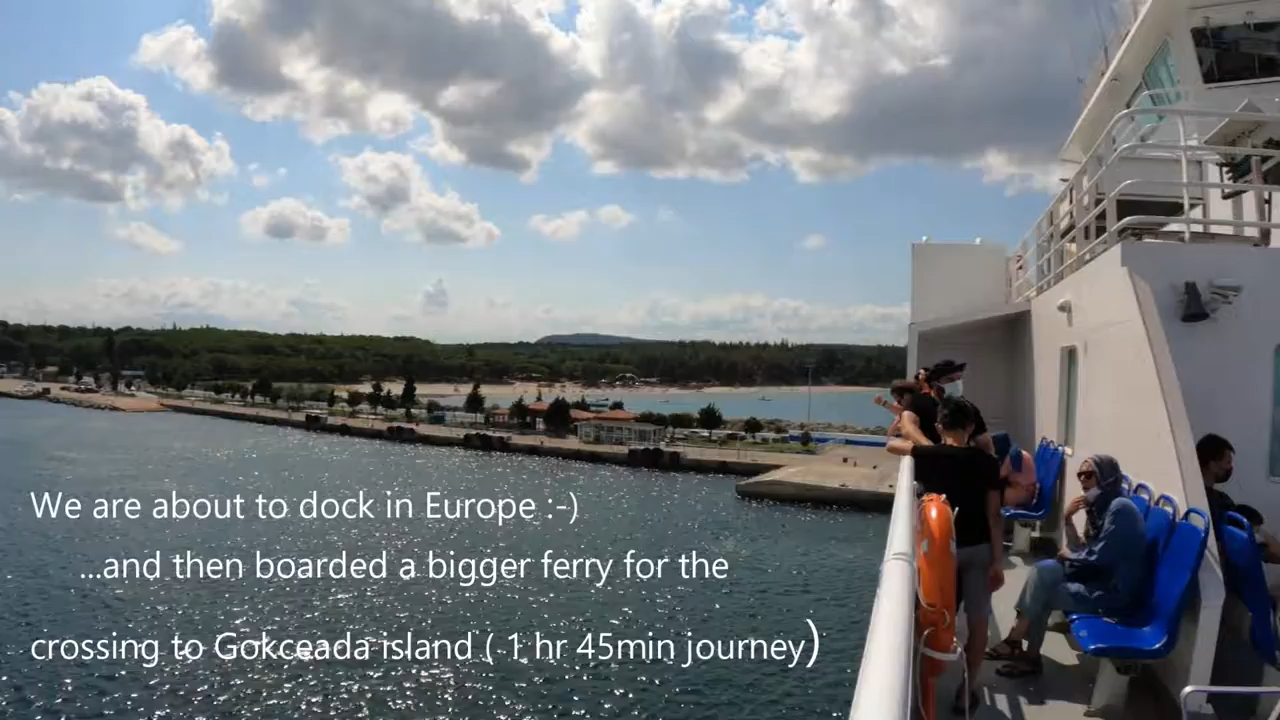 We are about to dock in Europe :-)
...and then boarded a bigger ferry for the
crossing to Gokceada island ( 1 hr 45min journey)